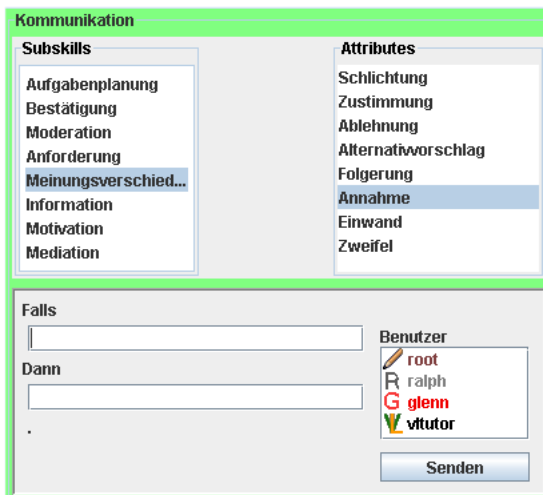 Kommunikation
Subskills
Aufgabenplanung
Bestätigung
Moderation
Anforderung
Meinungsverschied...
Information
Motivation
Mediation
Attributes
Schlichtung
Zustimmung
Ablehnung
Alternativvorschlag
Folgerung
Annahme
Einwand
Zweifel
Falls
Dann
.
Benutzer
root
R ralph
G glenn
vltutor
Senden